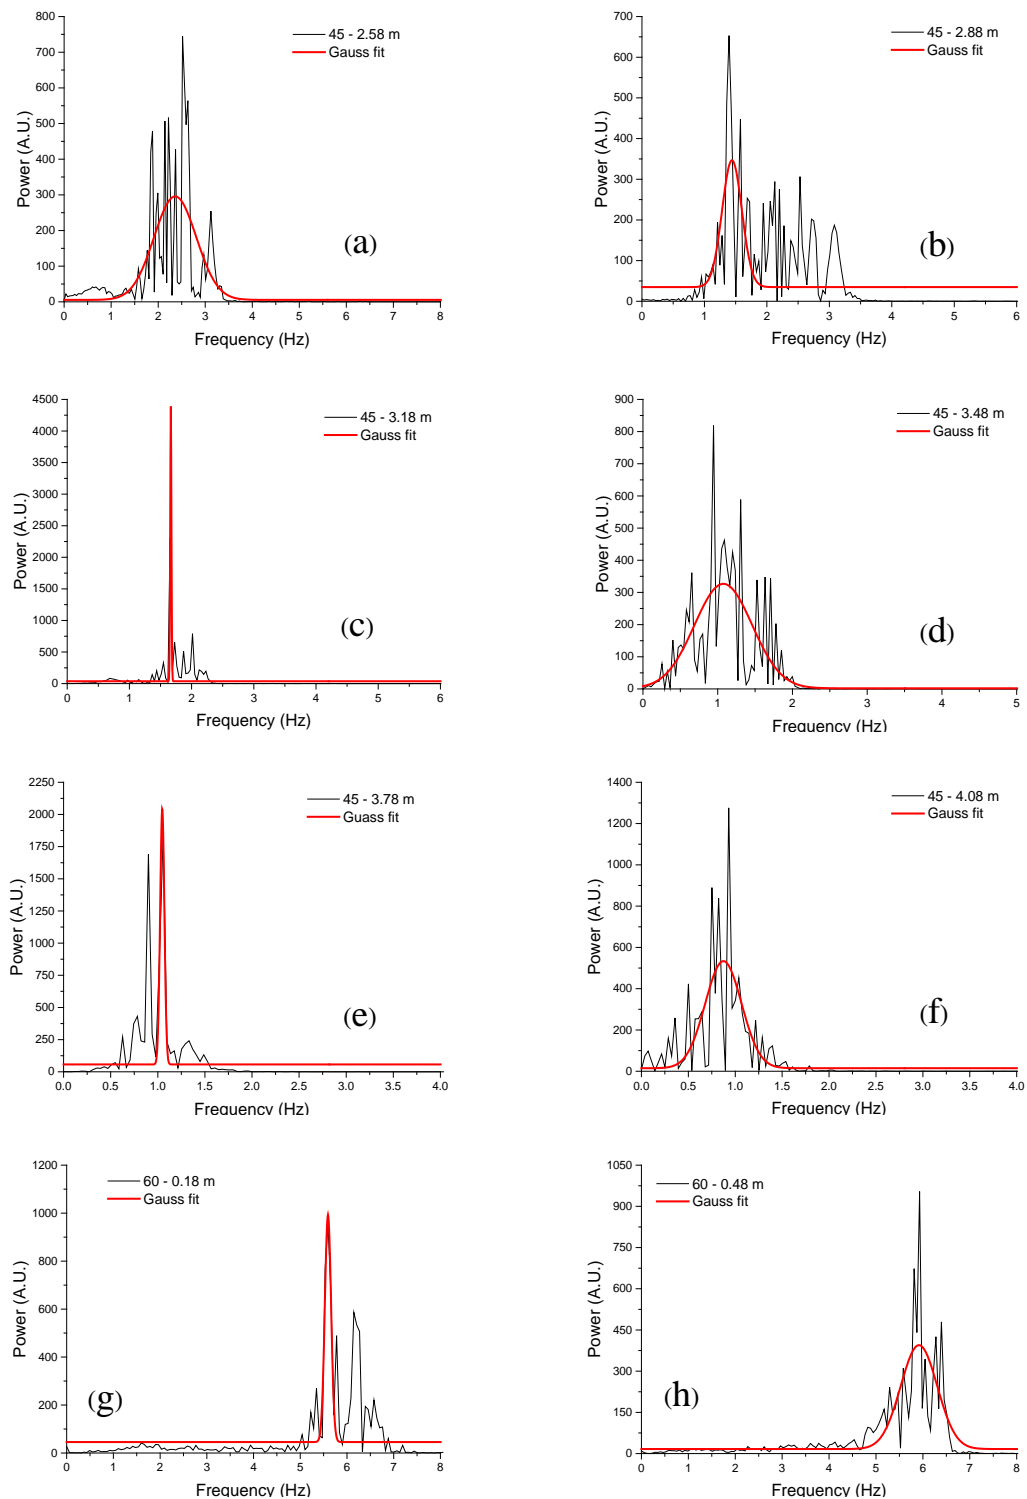 800
700
600
500
400
300
200
100
0
0 1 2 3 4 5 6 7 8
Power (A.U.)
Frequency (Hz)
45 - 2.58 m
Gauss fit
(a)
700
600
500
400
300
200
100
0
0 1 2 3 4 5 6
Power (A.U.)
Frequency (Hz)
45 - 2.88 m
Gauss fit
(b)
4500
4000
3500
3000
2500
2000
1500
1000
500
0
0 1 2 3 4 5 6
Power (A.U.)
Frequency (Hz)
45 - 3.18 m
Gauss fit
(c)
900
800
700
600
500
400
300
200
100
0
0 1 2 3 4 5
Power (A.U.)
Frequency (Hz)
45 - 3.48 m
Gauss fit
(d)
2250
2000
1750
1500
1250
1000
750
500
250
0
0.0 0.5 1.0 1.5 2.0 2.5 3.0 3.5 4.0
Power (A.U.)
Frequency (Hz)
45 - 3.78 m
Guass fit
(e)
1400
1200
1000
800
600
400
200
0
0.0 0.5 1.0 1.5 2.0 2.5 3.0 3.5 4.0
Power (A.U.)
Frequency (Hz)
45 - 4.08 m
Gauss fit
(f)
1200
1000
800
600
400
200
0
0 1 2 3 4 5 6 7 8
Power (A.U.)
Frequency (Hz)
60 - 0.18 m
Gauss fit
(g)
1050
900
750
600
450
300
150
0
0 1 2 3 4 5 6 7 8
Power (A.U.)
Frequency (Hz)
60 - 0.48 m
Gauss fit
(h)